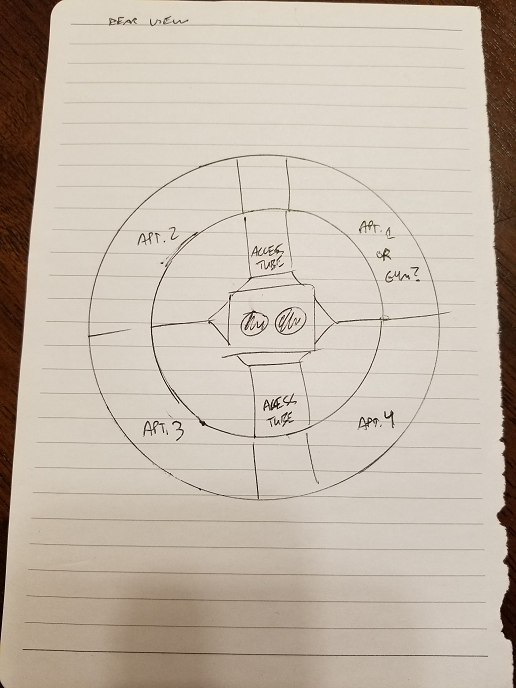 REAR VIEW
APT. 2
APT. 1
OR
GYM?
ACCESS
TUBE
ACCESS
TUBE
APT. 3
APT. 4